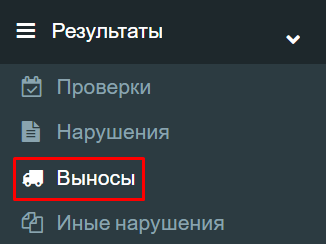 Результаты
Проверки
Нарушения
Выносы
Иные нарушения